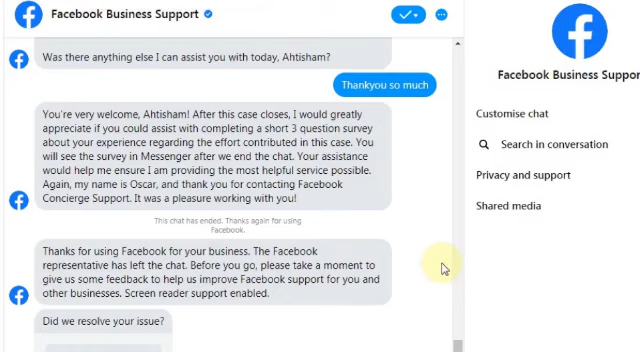 Facebook Business Support
Was there anything else I can assist you with today, Ahtisham?
Thankyou so much
You're very welcome, Ahtisham! After this case closes, I would greatly
appreciate if you could assist with completing a short 3 question survey
about your experience regarding the effort contributed in this case. You
will see the survey in Messenger after we end the chat. Your assistance
would help me ensure I am providing the most helpful service possible.
Again, my name is Oscar, and thank you for contacting Facebook
Concierge Support. It was a pleasure working with you!
This chat has ended. Thanks again for using
Facebook.
Thanks for using Facebook for your business. The Facebook
representative has left the chat. Before you go, please take a moment to
give us some feedback to help us improve Facebook support for you and
other businesses. Screen reader support enabled.
Did we resolve your issue?
Facebook Business Suppor
Customise chat
Search in conversation
Privacy and support
Shared media